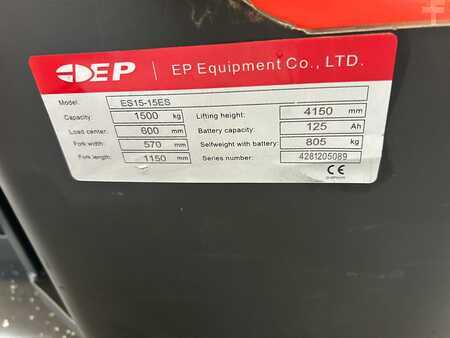 EP | EP Equipment Co., LTD.
Model: ES15-15ES
Capacity: 1500 kg Lifting height: 4150 mm
Load center: 600 mm Battery capacity: 125 Ah
Fork width: 570 mm Selfweight with battery: 805 kg
Fork length: 1150 mm Series number: 4281205089
CE